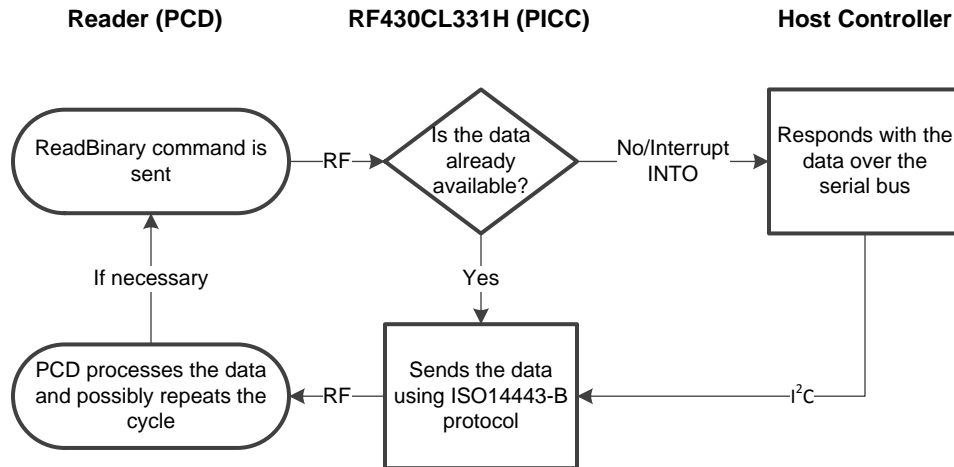 Reader (PCD)
RF430CL331H (PICC)
Host Controller
ReadBinary command is
sent
RF
Is the data
already
available?
No/Interrupt
INTO
Responds with the
data over the
serial bus
If necessary
Yes
PCD processes the data
and possibly repeats the
cycle
RF
Sends the data
using ISO14443-B
protocol
I²C